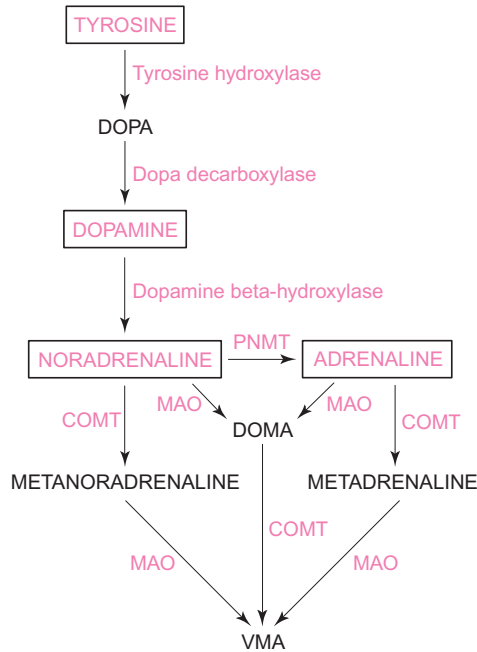 TYROSINE
Tyrosine hydroxylase
DOPA
Dopa decarboxylase
DOPAMINE
Dopamine beta-hydroxylase
NORADRENALINE
PNMT
ADRENALINE
COMT
MAO
DOMA
MAO
COMT
METANORADRENALINE
METADRENALINE
MAO
COMT
MAO
VMA